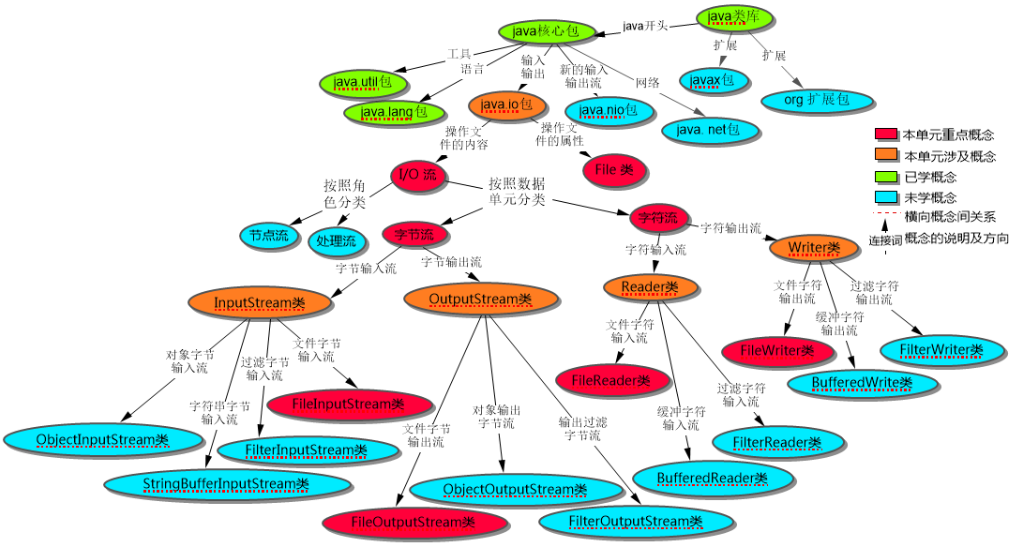 java类库
java核心包
java开头
扩展
扩展
工具
语言
输入
输出
新的输入
输出流
网络
java.util包
java.lang包
java.io包
java.nio包
java. net包
javax包
org 扩展包
操作文
件的内容
操作文
件的属性
I/O 流
File 类
本单元重点概念
本单元涉及概念
已学概念
未学概念
横向概念间关系
连接词
概念的说明及方向
按照角
色分类
按照数据
单元分类
节点流
处理流
字节流
字符流
字节输入流
字节输出流
字符输入流
字符输出流
InputStream类
OutputStream类
Reader类
Writer类
对象字节
输入流
过滤字节
输入流
文件字节
输入流
字符串字节
输入流
文件字符
输入流
文件字符
输出流
过滤字符
输出流
缓冲字符
输出流
FileWriter类
FilterWriter类
BufferedWrite类
FileReader类
FileInputStream类
过滤字符
输入流
缓冲字符
输入流
文件字节
输出流
对象输出
字节流
输出过滤
字节流
ObjectInputStream类
FilterInputStream类
StringBufferInputStream类
FilterReader类
BufferedReader类
ObjectOutputStream类
FileOutputStream类
FilterOutputStream类